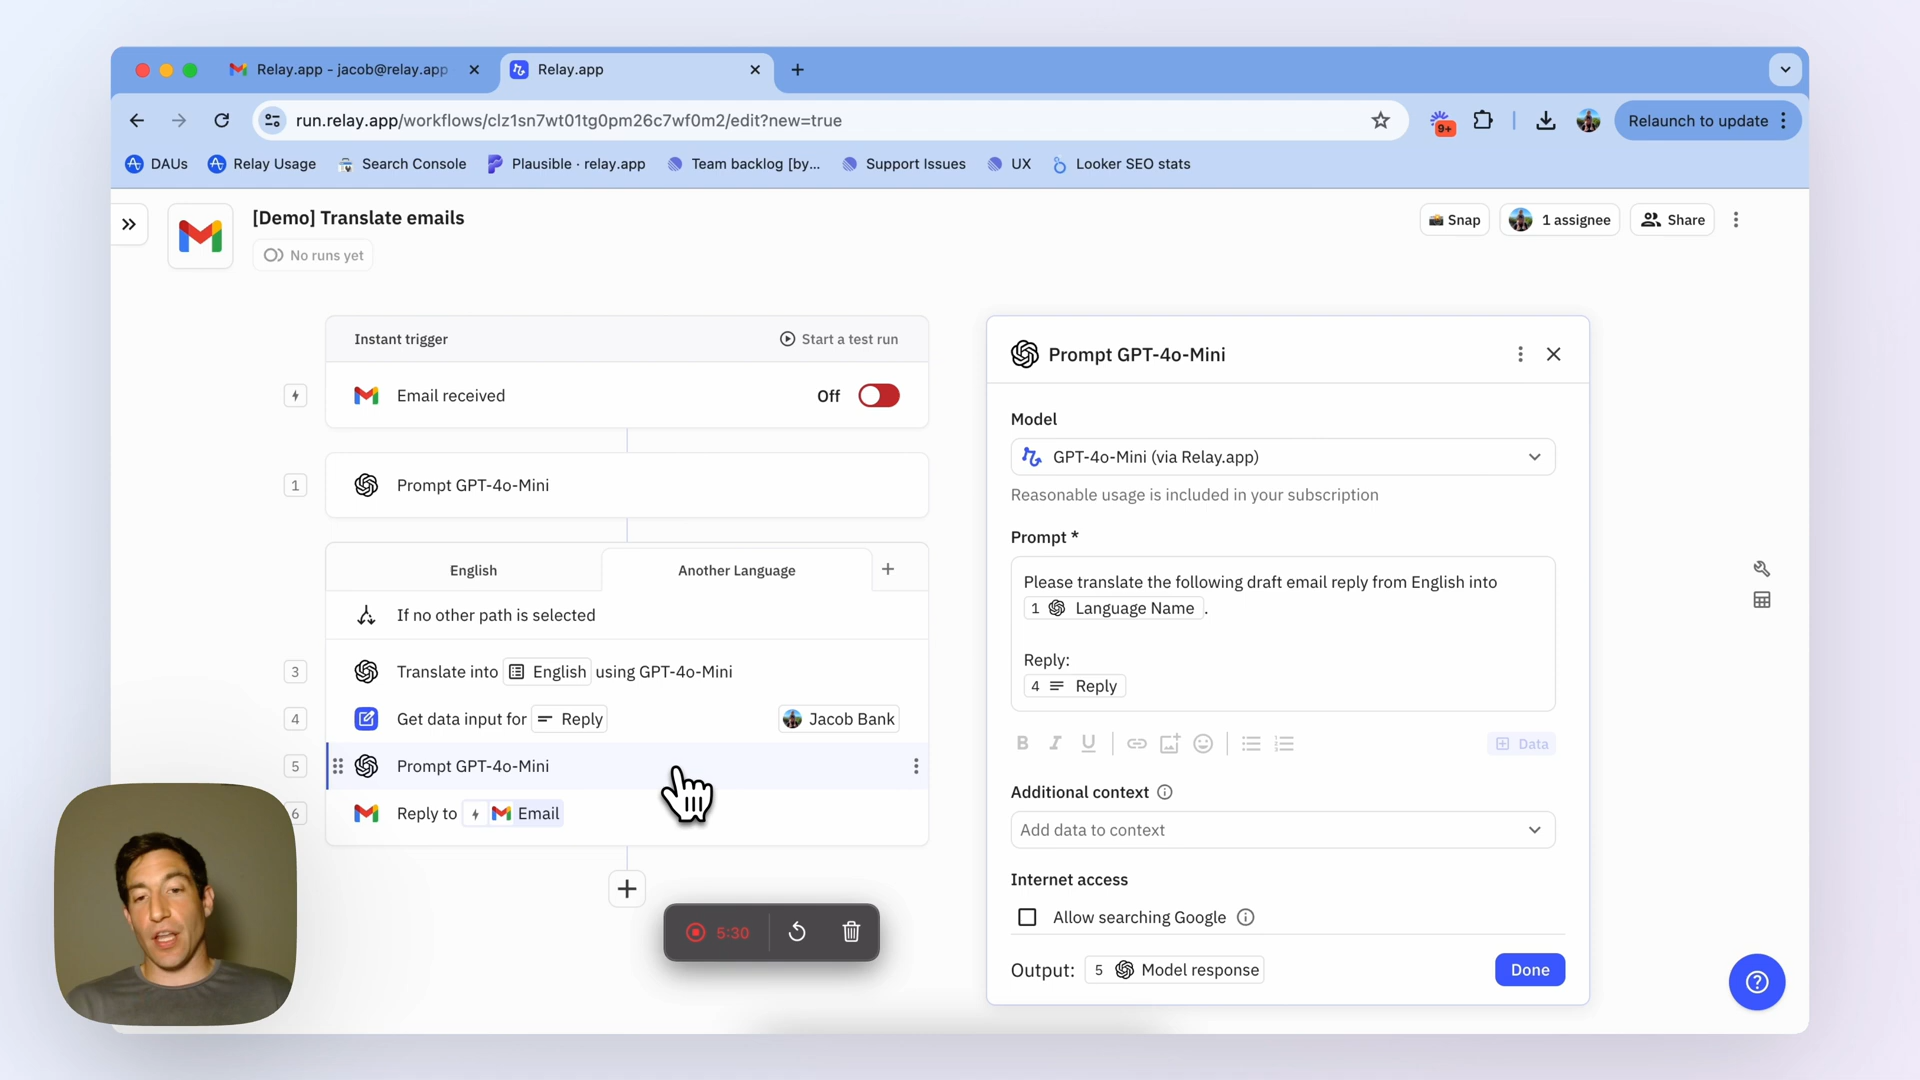 Relay.app - jacob@relay.app
Relay.app
run.relay.app/workflows/clz1sn7wt01tg0pm26c7wf0m2/edit?new=true
9+
Relaunch to update
DAUs
Relay Usage
Search Console
Plausible · relay.app
Team backlog [by...
Support Issues
UX
Looker SEO stats
[Demo] Translate emails
No runs yet
Snap
1 assignee
Share
Instant trigger
Start a test run
Email received
Off
1
Prompt GPT-4o-Mini
English
Another Language
If no other path is selected
3
Translate into English using GPT-4o-Mini
4
Get data input for Reply
Jacob Bank
5
Prompt GPT-4o-Mini
6
Reply to Email
5:30
Prompt GPT-4o-Mini
Model
GPT-4o-Mini (via Relay.app)
Reasonable usage is included in your subscription
Prompt *
Please translate the following draft email reply from English into
1 Language Name .
Reply:
4 Reply
B I U
Data
Additional context
Add data to context
Internet access
Allow searching Google
Output: 5 Model response
Done